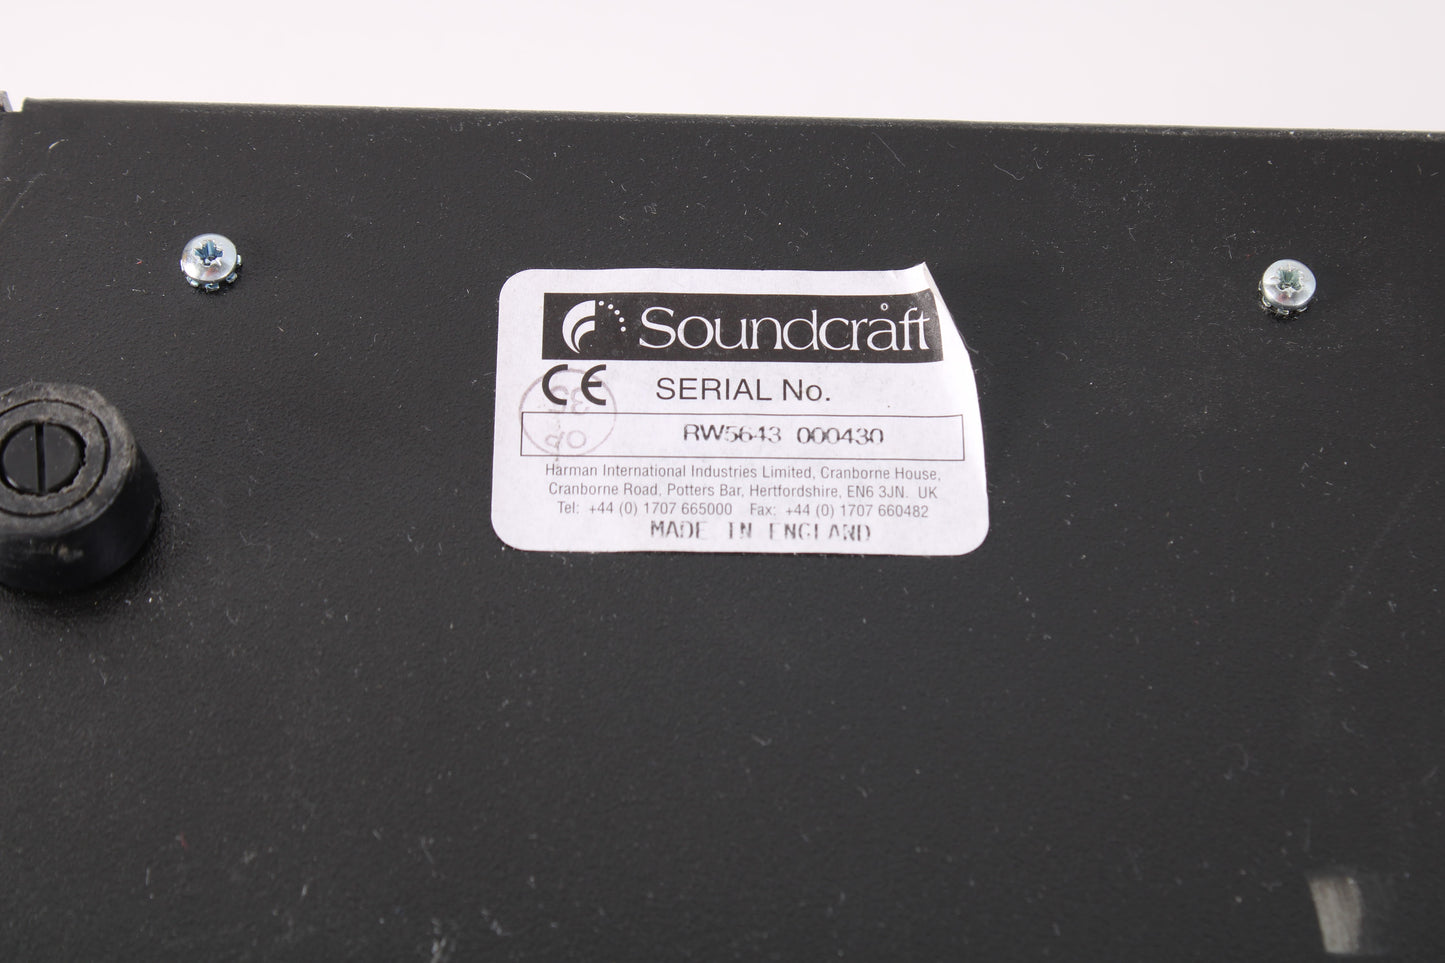 Soundcraft
CE SERIAL No.
RW5643 000430
Harman International Industries Limited, Cranborne House,
Cranborne Road, Potters Bar, Hertfordshire, EN6 3JN. UK
Tel: +44 (0) 1707 665000 Fax: +44 (0) 1707 660482
MADE IN ENGLAND